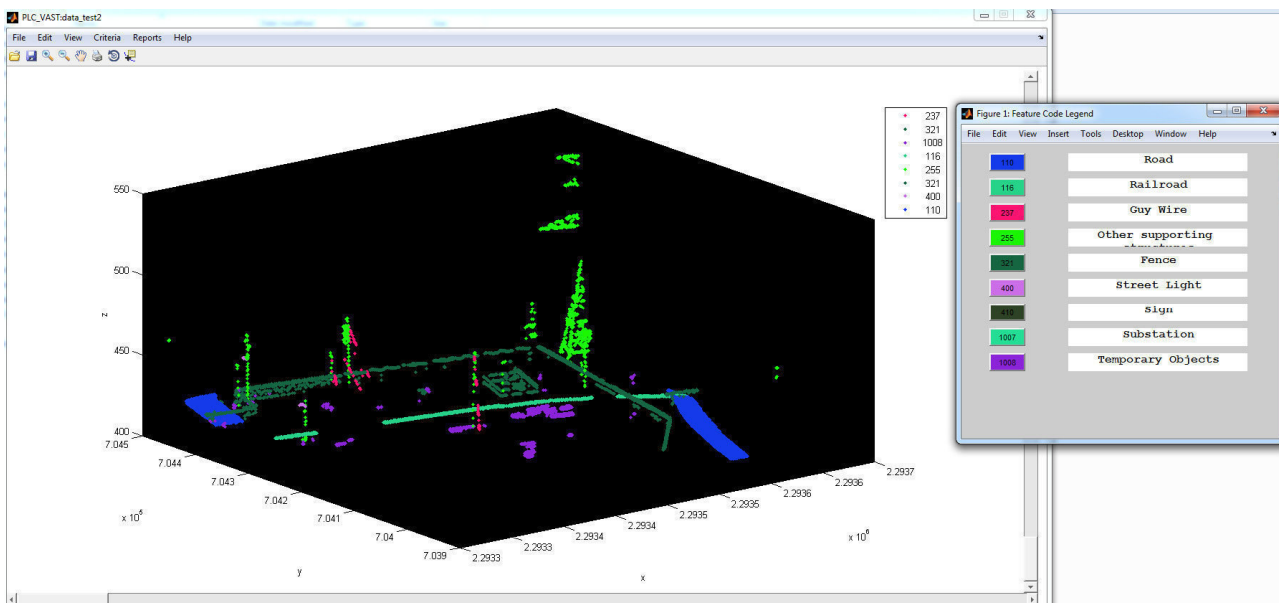 PLC_VAST:data_test2
File Edit View Criteria Reports Help
237
321
1008
116
255
321
400
110
550
500
450
400
z
7.045
7.044
7.043
7.042
7.041
7.04
7.039
x 10
y
2.2933
2.2933
2.2934
2.2934
2.2935
2.2935
2.2936
2.2936
2.2937
x 10⁶
x
Figure 1: Feature Code Legend
File Edit View Insert Tools Desktop Window Help
110 Road
116 Railroad
237 Guy Wire
255 Other supporting
321 Fence
400 Street Light
410 Sign
1007 Substation
1008 Temporary Objects